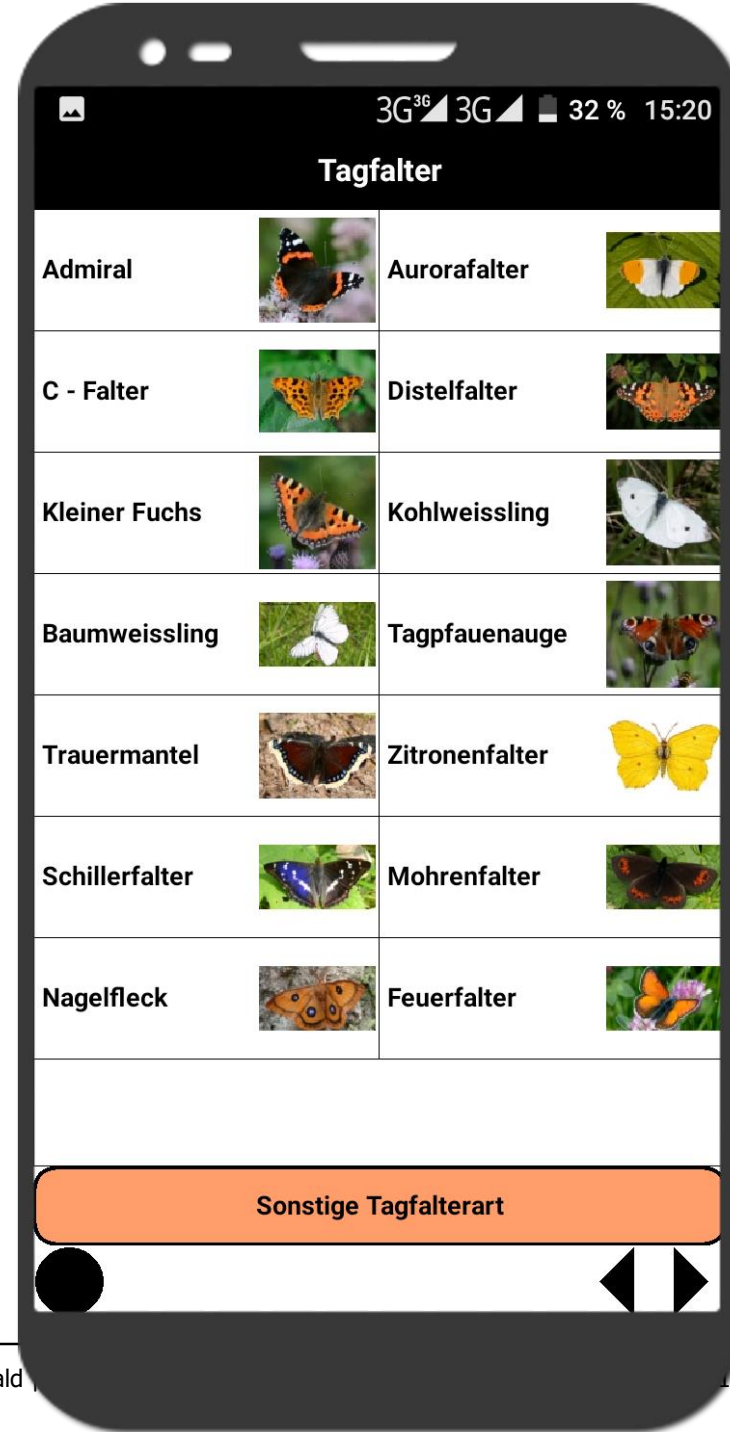 3G 3G 3G 32 % 15:20
Tagfalter
Admiral Aurorafalter
C - Falter Distelfalter
Kleiner Fuchs Kohlweissling
Baumweissling Tagpfauenauge
Trauermantel Zitronenfalter
Schillerfalter Mohrenfalter
Nagelfleck Feuerfalter
Sonstige Tagfalterart